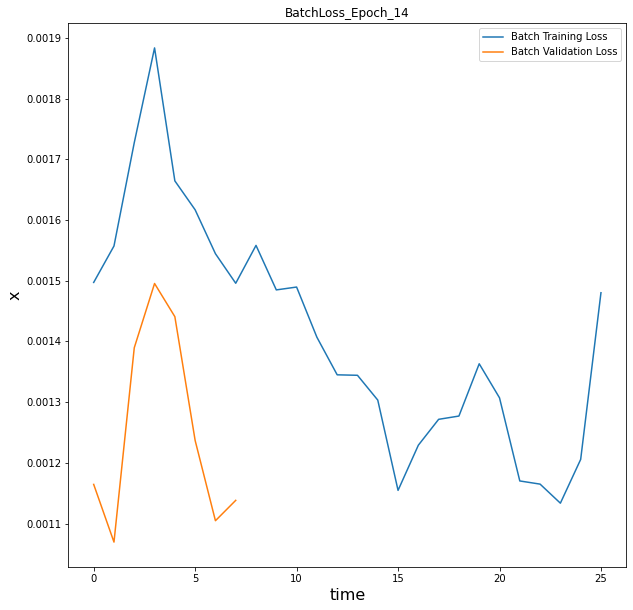 BatchLoss_Epoch_14
Batch Training Loss
Batch Validation Loss
0.0019
0.0018
0.0017
0.0016
0.0015
0.0014
0.0013
0.0012
0.0011
x
0 5 10 15 20 25
time